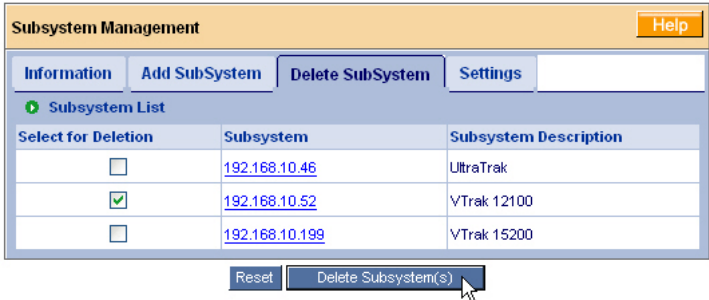 Subsystem Management Help
Information Add SubSystem Delete SubSystem Settings
Subsystem List
Select for Deletion Subsystem Subsystem Description
192.168.10.46 UltraTrak
192.168.10.52 VTrak 12100
192.168.10.199 VTrak 15200
Reset Delete Subsystem(s)